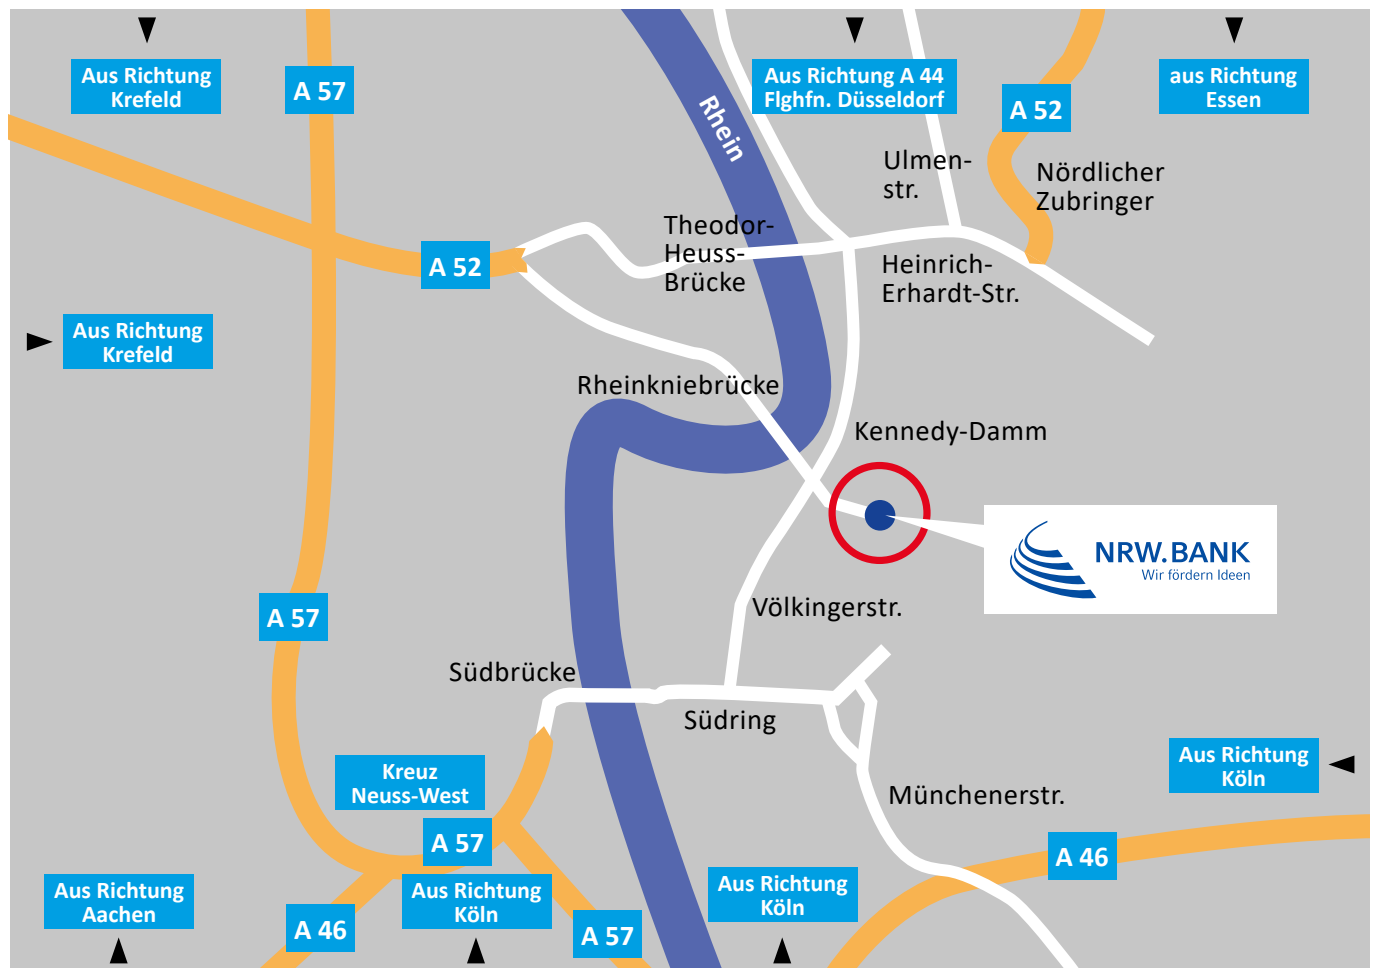 Aus Richtung
Krefeld
A 57
Aus Richtung A 44
Flghfn. Düsseldorf
A 52
aus Richtung
Essen
Rhein
Ulmen-
str.
Nördlicher
Zubringer
Theodor-
Heuss-
Brücke
A 52
Heinrich-
Erhardt-Str.
Aus Richtung
Krefeld
Rheinkniebrücke
Kennedy-Damm
NRW.BANK
Wir fördern Ideen
A 57
Völkingerstr.
Südbrücke
Südring
Kreuz
Neuss-West
Aus Richtung
Köln
Münchenerstr.
A 57
A 46
Aus Richtung
Aachen
Aus Richtung
Köln
Aus Richtung
Köln
A 46
A 57